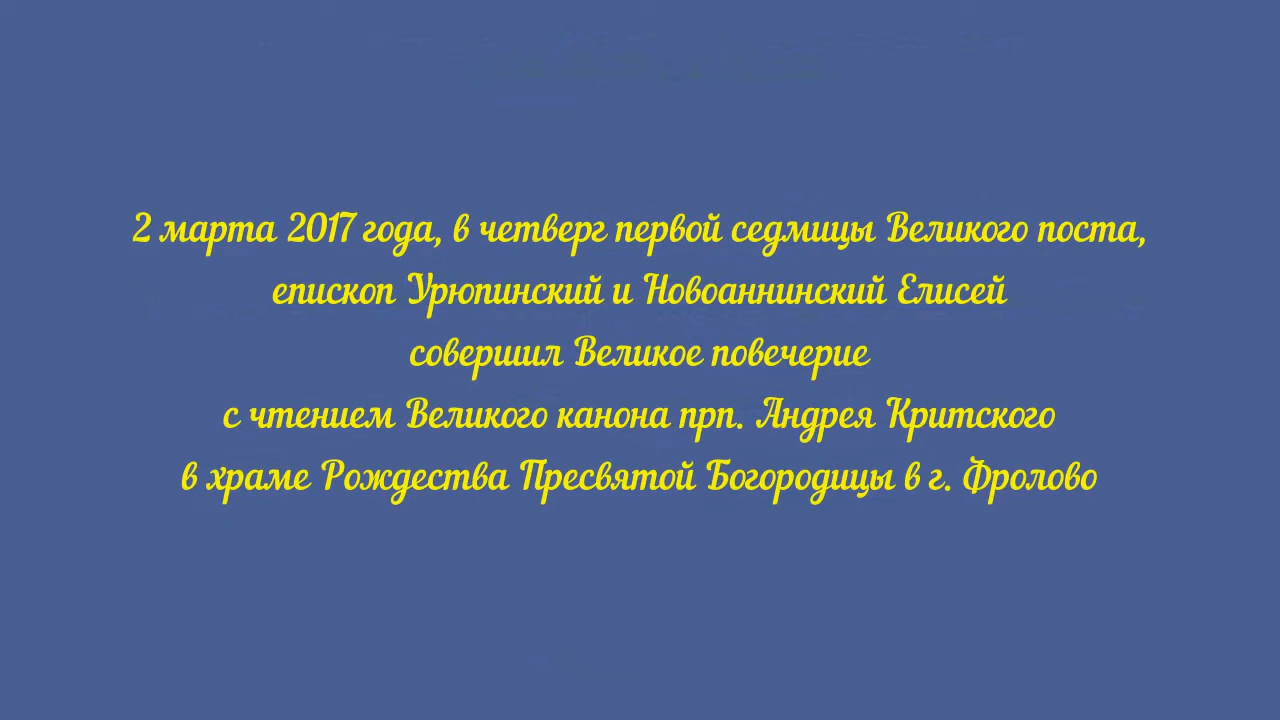 2 марта 2017 года, в четверг первой седмицы Великого поста,
епископ Урюпинский и Новоаннинский Елисей
совершил Великое повечерие
с чтением Великого канона прп. Андрея Критского
в храме Рождества Пресвятой Богородицы в г. Фролово